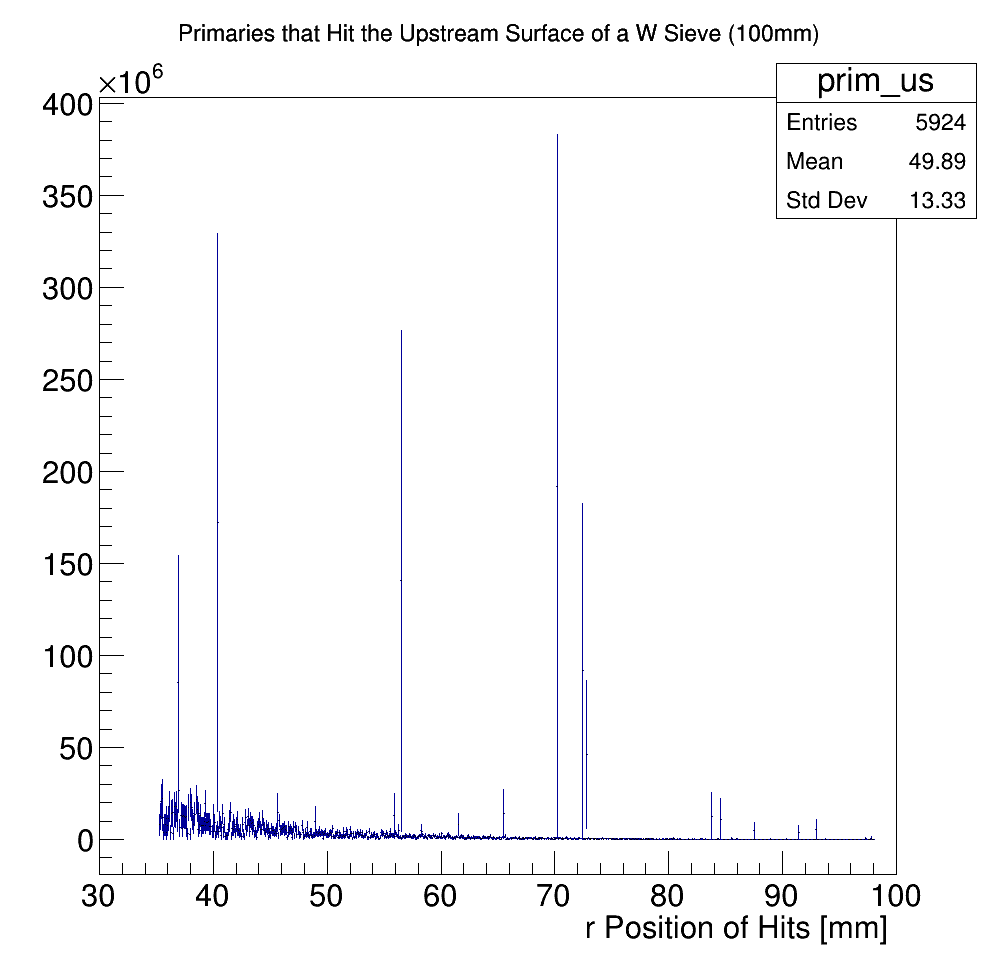 Primaries that Hit the Upstream Surface of a W Sieve (100mm)
×10⁶
prim_us
Entries 5924
Mean 49.89
Std Dev 13.33
400
350
300
250
200
150
100
50
0
30 40 50 60 70 80 90 100
r Position of Hits [mm]